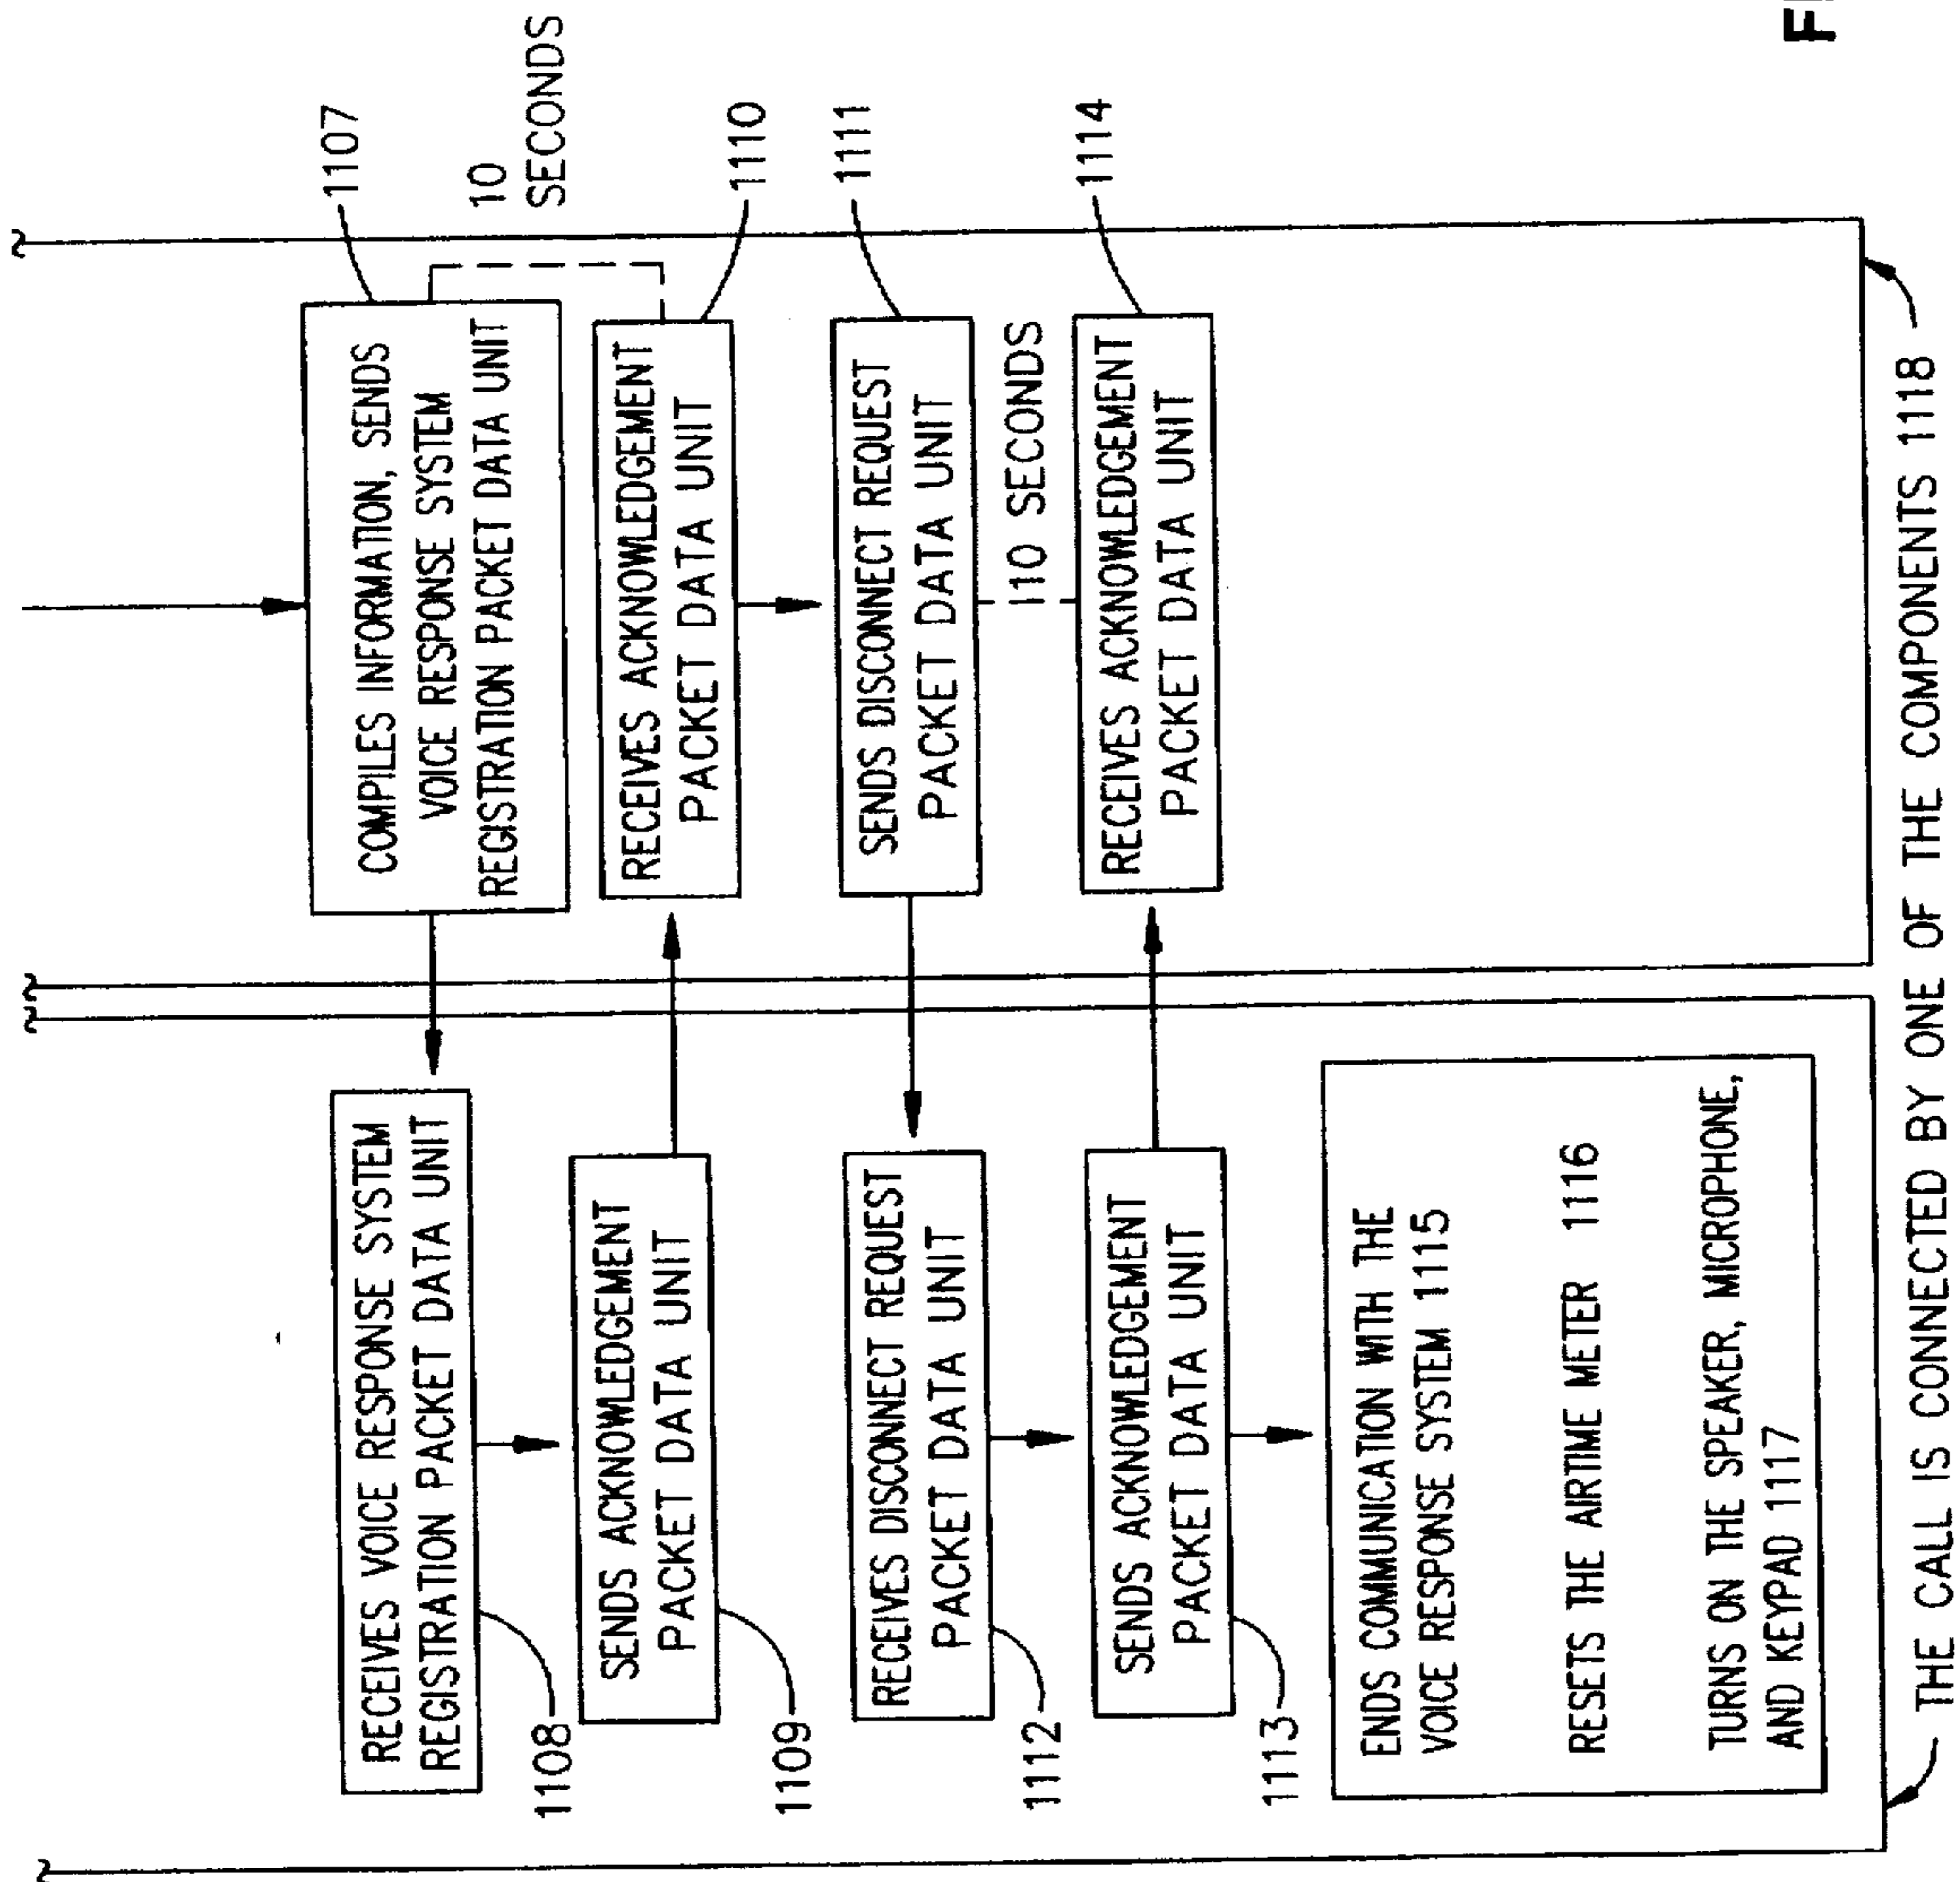 RECEIVES VOICE RESPONSE SYSTEM
REGISTRATION PACKET DATA UNIT
1108
COMPILES INFORMATION, SENDS
VOICE RESPONSE SYSTEM
REGISTRATION PACKET DATA UNIT
1107
10
SECONDS
SENDS ACKNOWLEDGEMENT
PACKET DATA UNIT
1109
RECEIVES ACKNOWLEDGEMENT
PACKET DATA UNIT
1110
RECEIVES DISCONNECT REQUEST
PACKET DATA UNIT
1112
SENDS DISCONNECT REQUEST
PACKET DATA UNIT
1111
10 SECONDS
SENDS ACKNOWLEDGEMENT
PACKET DATA UNIT
1113
RECEIVES ACKNOWLEDGEMENT
PACKET DATA UNIT
1114
ENDS COMMUNICATION WITH THE
VOICE RESPONSE SYSTEM 1115
RESETS THE AIRTIME METER 1116
TURNS ON THE SPEAKER, MICROPHONE,
AND KEYPAD 1117
THE CALL IS CONNECTED BY ONE OF THE COMPONENTS 1118